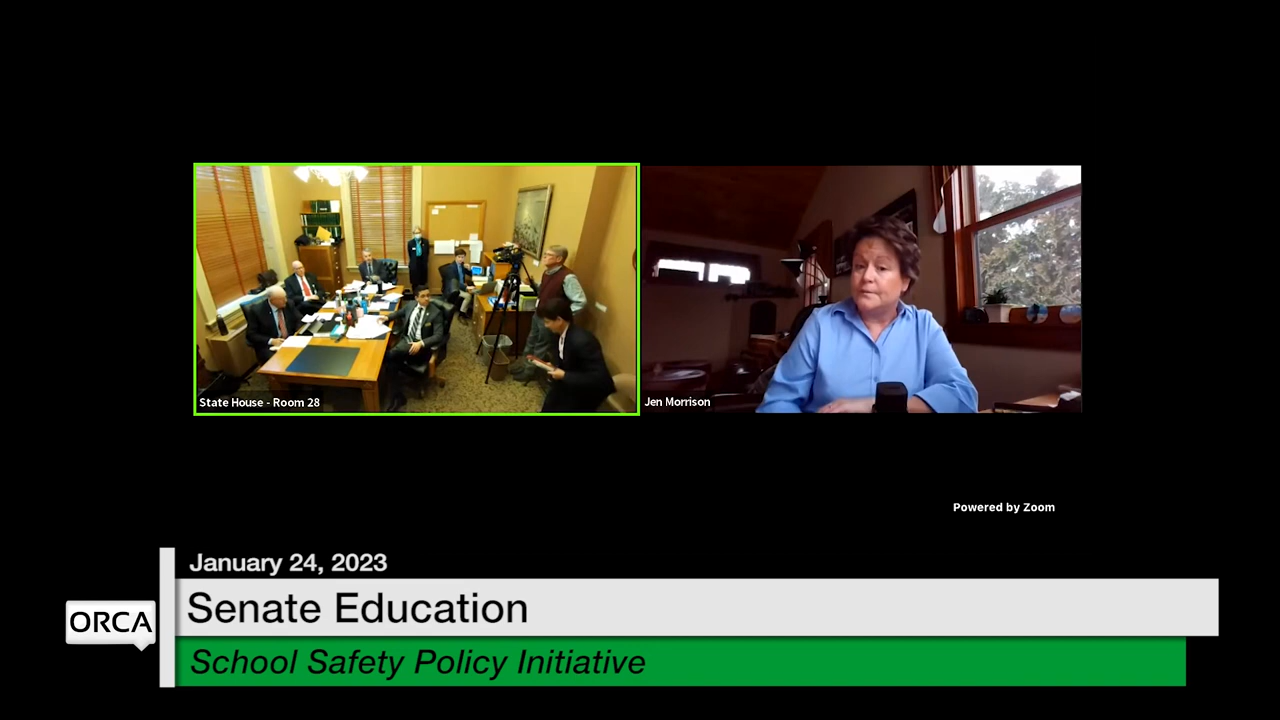 State House - Room 28
Jen Morrison
Powered by Zoom
January 24, 2023
Senate Education
ORCA
School Safety Policy Initiative